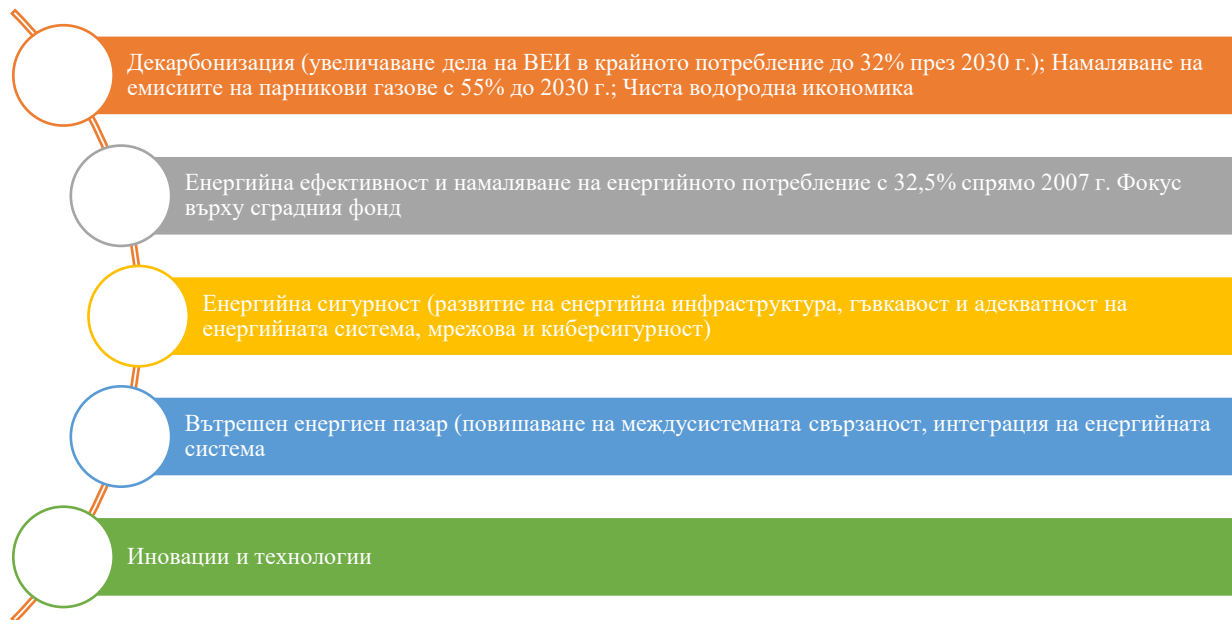 Декарбонизация (увеличаване дела на ВЕИ в крайното потребление до 32% през 2030 г.); Намаляване на
емисиите на парникови газове с 55% до 2030 г.; Чиста водородна икономика
Енергийна ефективност и намаляване на енергийното потребление с 32,5% спрямо 2007 г. Фокус
върху сградния фонд
Енергийна сигурност (развитие на енергийна инфраструктура, гъвкавост и адекватност на
енергийната система, мрежова и киберсигурност)
Вътрешен енергиен пазар (повишаване на междусистемната свързаност, интеграция на енергийната
система
Иновации и технологии